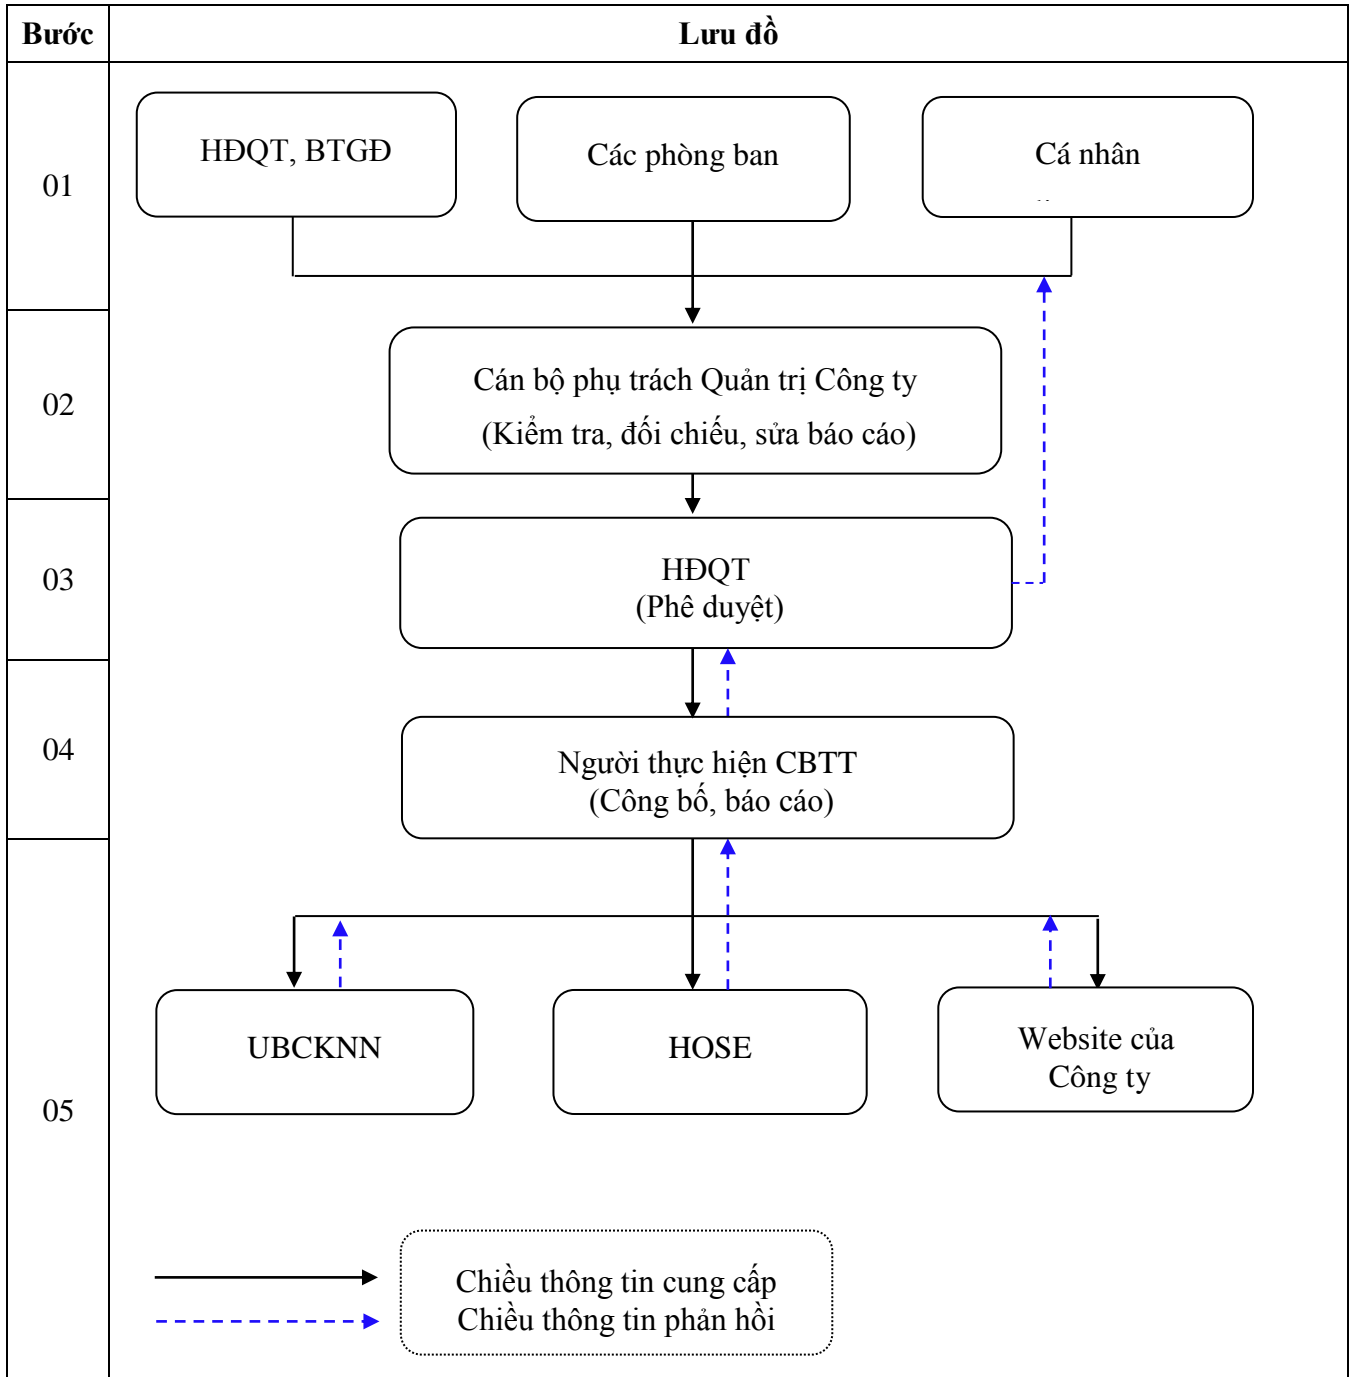 Bước
Lưu đồ
01
HĐQT, BTGĐ
Các phòng ban
Cá nhân
02
Cán bộ phụ trách Quản trị Công ty
(Kiểm tra, đối chiếu, sửa báo cáo)
03
HĐQT
(Phê duyệt)
04
Người thực hiện CBTT
(Công bố, báo cáo)
05
UBCKNN
HOSE
Website của
Công ty
Chiều thông tin cung cấp
Chiều thông tin phản hồi